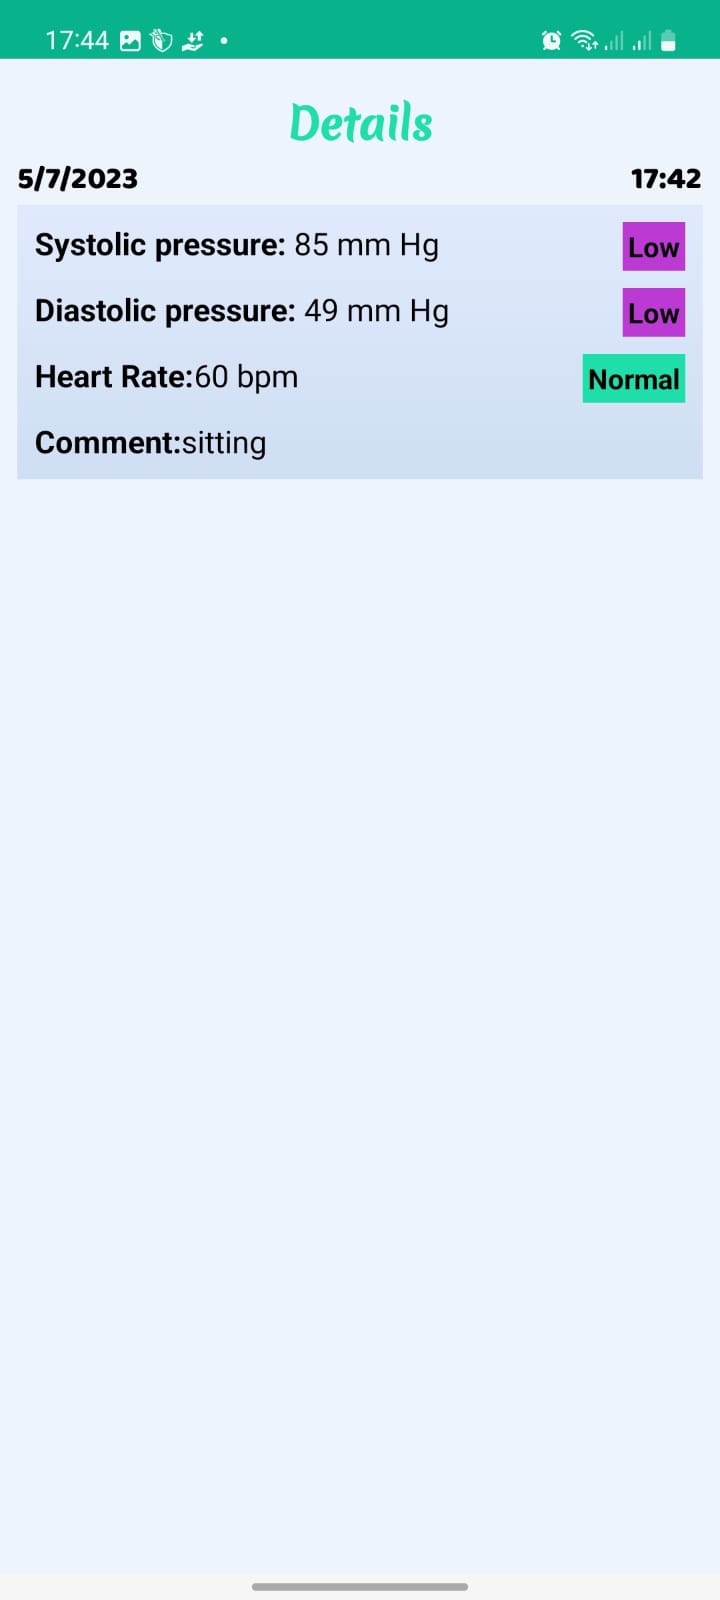 17:44
Details
5/7/2023 17:42
Systolic pressure: 85 mm Hg Low
Diastolic pressure: 49 mm Hg Low
Heart Rate:60 bpm Normal
Comment:sitting